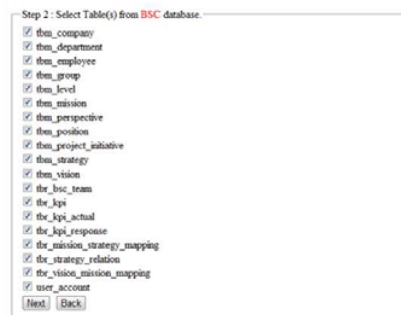 Step 2 : Select Table(s) from BSC database.
tbm_company
tbm_department
tbm_employee
tbm_group
tbm_level
tbm_mission
tbm_perspective
tbm_position
tbm_project_initiative
tbm_strategy
tbm_vision
tbr_bsc_team
tbr_kpi
tbr_kpi_actual
tbr_kpi_response
tbr_mission_strategy_mapping
tbr_strategy_relation
tbr_vision_mission_mapping
user_account
Next Back